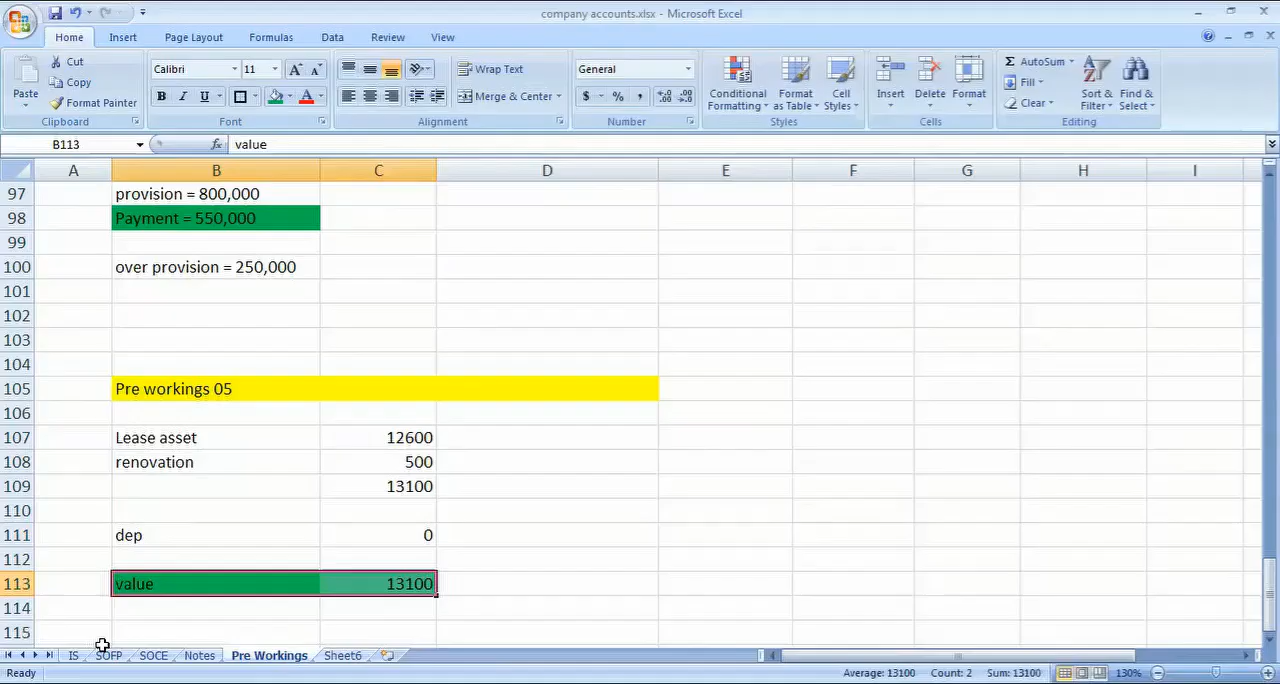 company accounts.xlsx - Microsoft Excel
Home Insert Page Layout Formulas Data Review View
Paste Cut Copy Format Painter Clipboard
Calibri 11 A A B I U A Font
Wrap Text Merge & Center Alignment
General $ % , .0 .00 .00 .0 Number
Conditional Formatting Format as Table Cell Styles Styles
Insert Delete Format Cells
Σ AutoSum Fill Clear Sort & Filter Find & Select Editing
B113 fx value
A B C D E F G H I
97 provision = 800,000
98 Payment = 550,000
99
100 over provision = 250,000
101
102
103
104
105 Pre workings 05
106
107 Lease asset 12600
108 renovation 500
109 13100
110
111 dep 0
112
113 value 13100
114
115
IS SOFP SOCE Notes Pre Workings Sheet6
Ready Average: 13100 Count: 2 Sum: 13100 130%